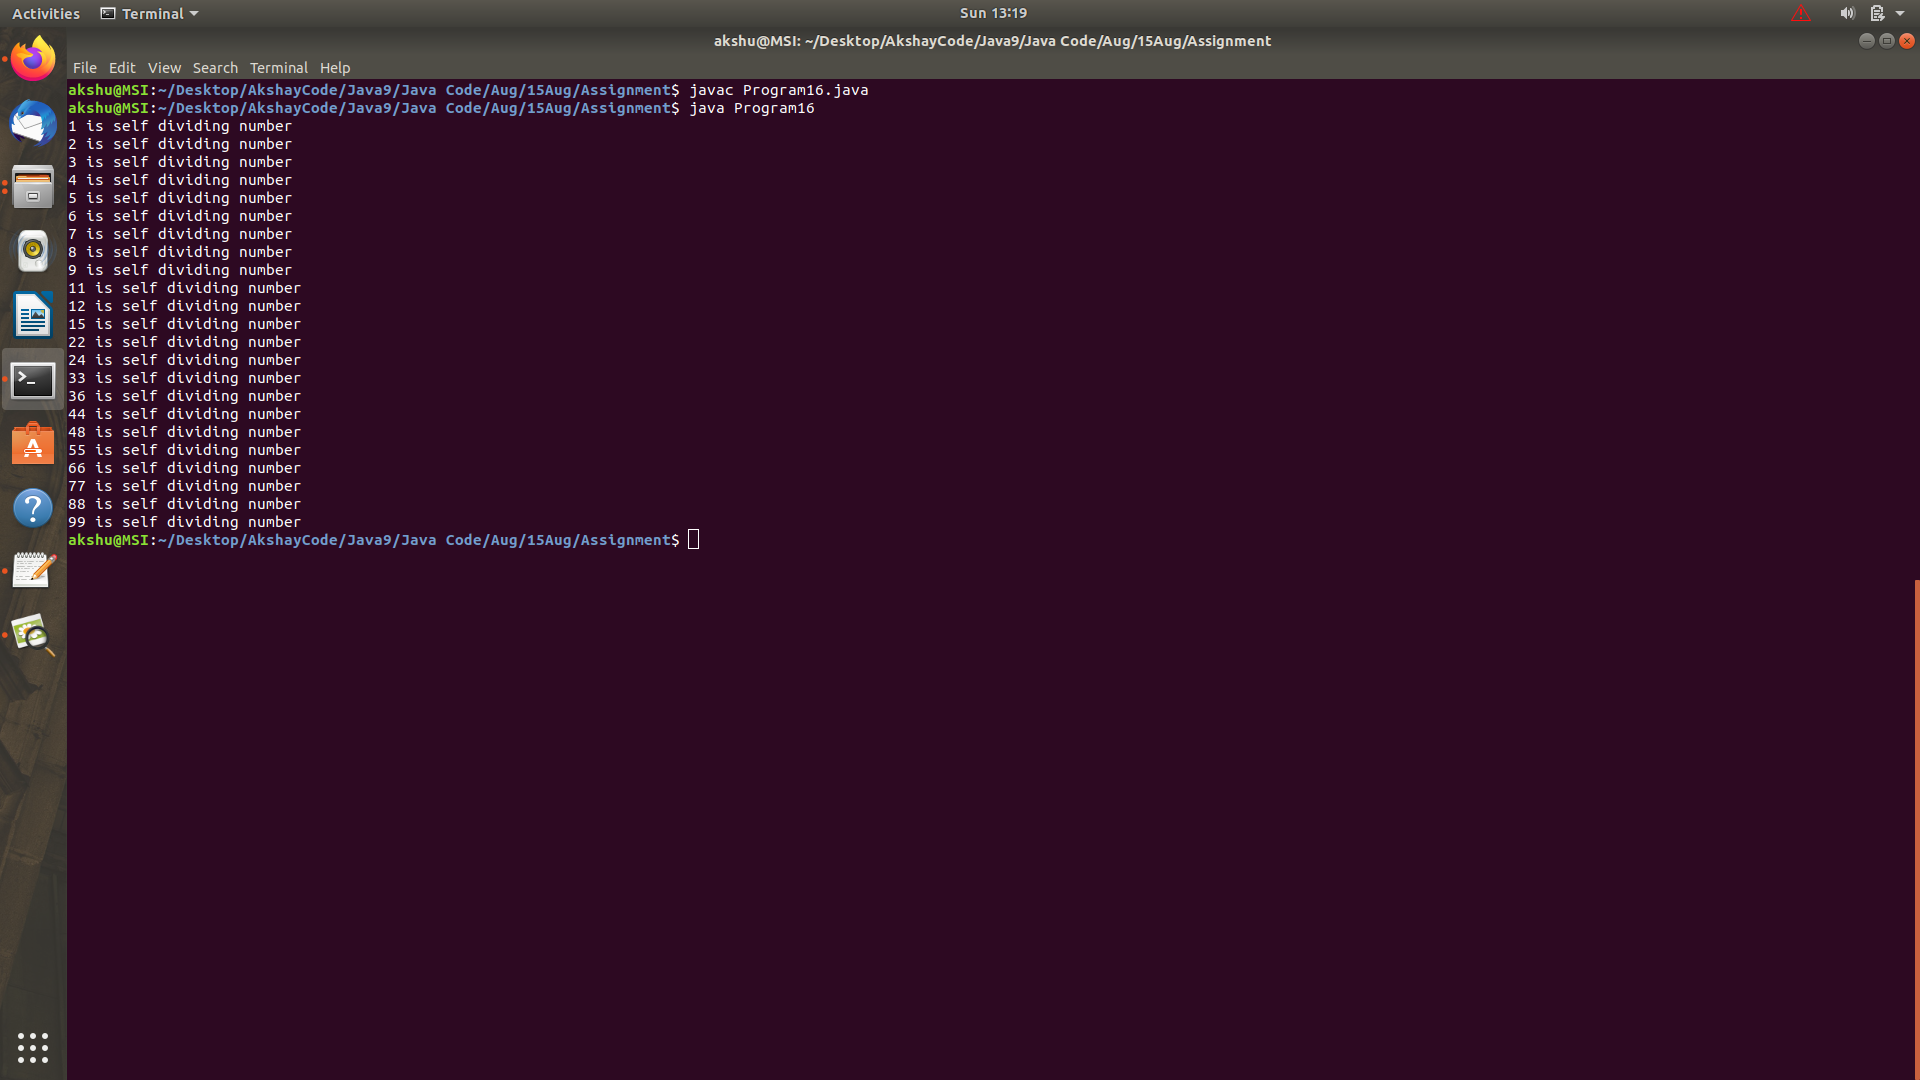 Activities Terminal Sun 13:19
akshu@MSI: ~/Desktop/AkshayCode/Java9/Java Code/Aug/15Aug/Assignment
File Edit View Search Terminal Help
akshu@MSI:~/Desktop/AkshayCode/Java9/Java Code/Aug/15Aug/Assignment$ javac Program16.java
akshu@MSI:~/Desktop/AkshayCode/Java9/Java Code/Aug/15Aug/Assignment$ java Program16
1 is self dividing number
2 is self dividing number
3 is self dividing number
4 is self dividing number
5 is self dividing number
6 is self dividing number
7 is self dividing number
8 is self dividing number
9 is self dividing number
11 is self dividing number
12 is self dividing number
15 is self dividing number
22 is self dividing number
24 is self dividing number
33 is self dividing number
36 is self dividing number
44 is self dividing number
48 is self dividing number
55 is self dividing number
66 is self dividing number
77 is self dividing number
88 is self dividing number
99 is self dividing number
akshu@MSI:~/Desktop/AkshayCode/Java9/Java Code/Aug/15Aug/Assignment$